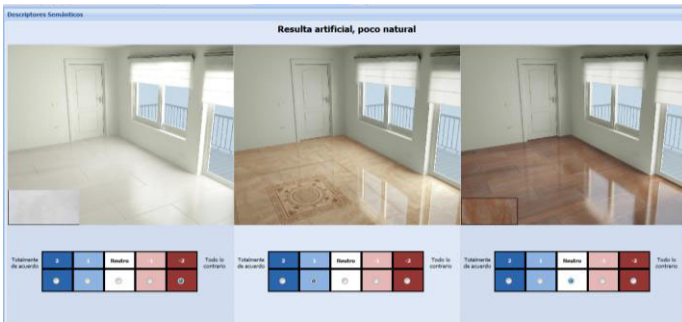 Descriptores Semánticos
Resulta artificial, poco natural
Totalmente de acuerdo 2 1 Neutro -1 -2 Todo lo contrario
Totalmente de acuerdo 2 1 Neutro -1 -2 Todo lo contrario
Totalmente de acuerdo 2 1 Neutro -1 -2 Todo lo contrario